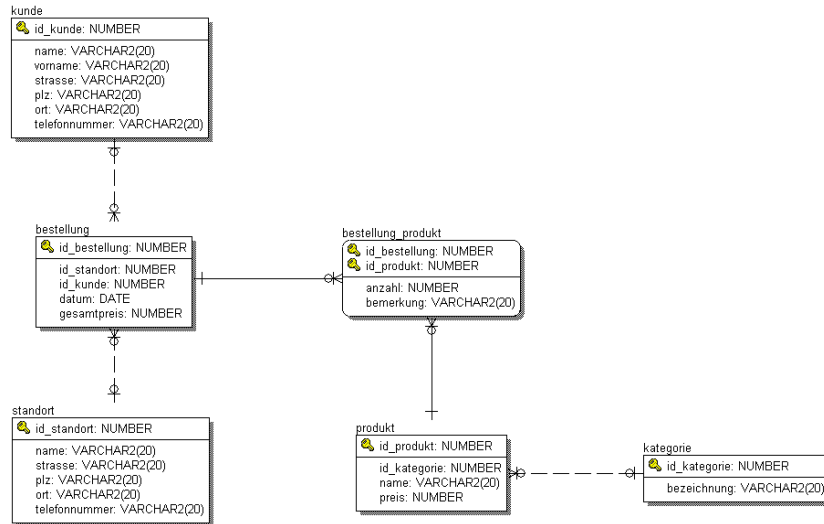 kunde
id_kunde: NUMBER
name: VARCHAR2(20)
vorname: VARCHAR2(20)
strasse: VARCHAR2(20)
plz: VARCHAR2(20)
ort: VARCHAR2(20)
telefonnummer: VARCHAR2(20)
bestellung
id_bestellung: NUMBER
id_standort: NUMBER
id_kunde: NUMBER
datum: DATE
gesamtpreis: NUMBER
bestellung_produkt
id_bestellung: NUMBER
id_produkt: NUMBER
anzahl: NUMBER
bemerkung: VARCHAR2(20)
standort
id_standort: NUMBER
name: VARCHAR2(20)
strasse: VARCHAR2(20)
plz: VARCHAR2(20)
ort: VARCHAR2(20)
telefonnummer: VARCHAR2(20)
produkt
id_produkt: NUMBER
id_kategorie: NUMBER
name: VARCHAR2(20)
preis: NUMBER
kategorie
id_kategorie: NUMBER
bezeichnung: VARCHAR2(20)